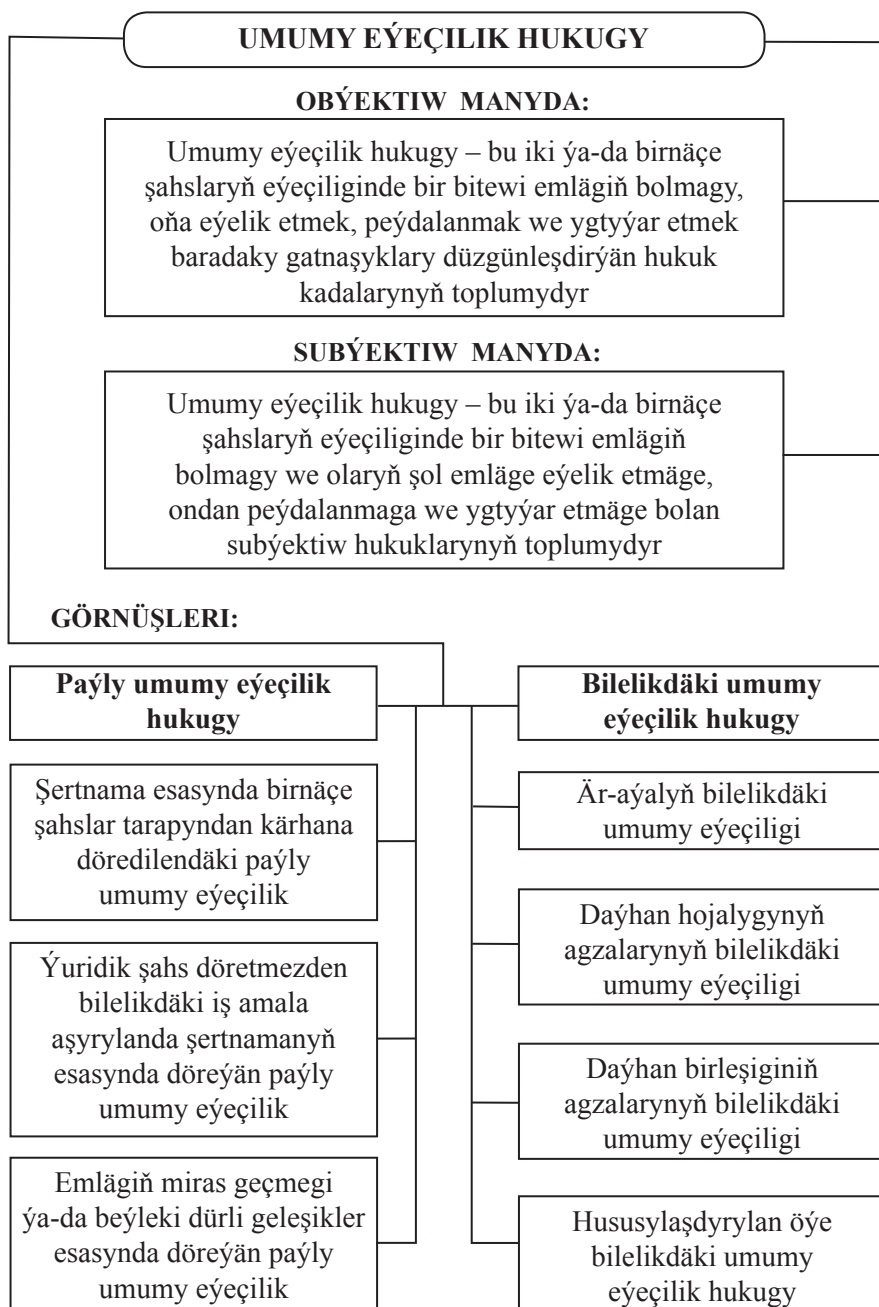 UMUMY EÝEÇILIK HUKUGY
OBÝEKTIW MANYDA:
Umumy eýeçilik hukugy – bu iki ýa-da birnäçe
şahslaryň eýeçiliginde bir bitewi emlägiň bolmagy,
oňa eýelik etmek, peýdalanmak we ygtyýar etmek
baradaky gatnaşyklary düzgünleşdirýän hukuk
kadalarynyň toplumydyr
SUBÝEKTIW MANYDA:
Umumy eýeçilik hukugy – bu iki ýa-da birnäçe
şahslaryň eýeçiliginde bir bitewi emlägiň
bolmagy we olaryň şol emläge eýelik etmäge,
ondan peýdalanmaga we ygtyýar etmäge bolan
subýektiw hukuklarynyň toplumydyr
GÖRNÜŞLERI:
Paýly umumy eýeçilik
hukugy
Şertnama esasynda birnäçe
şahslar tarapyndan kärhana
döredilendäki paýly
umumy eýeçilik
Ýuridik şahs döretmezden
bilelikdäki iş amala
aşyrylanda şertnamanyň
esasynda döreýän paýly
umumy eýeçilik
Emlägiň miras geçmegi
ýa-da beýleki dürli geleşikler
esasynda döreýän paýly
umumy eýeçilik
Bilelikdäki umumy
eýeçilik hukugy
Är-aýalyň bilelikdäki
umumy eýeçiligi
Daýhan hojalygynyň
agzalarynyň bilelikdäki
umumy eýeçiligi
Daýhan birleşiginiň
agzalarynyň bilelikdäki
umumy eýeçiligi
Hususylaşdyrylan öýe
bilelikdäki umumy
eýeçilik hukugy